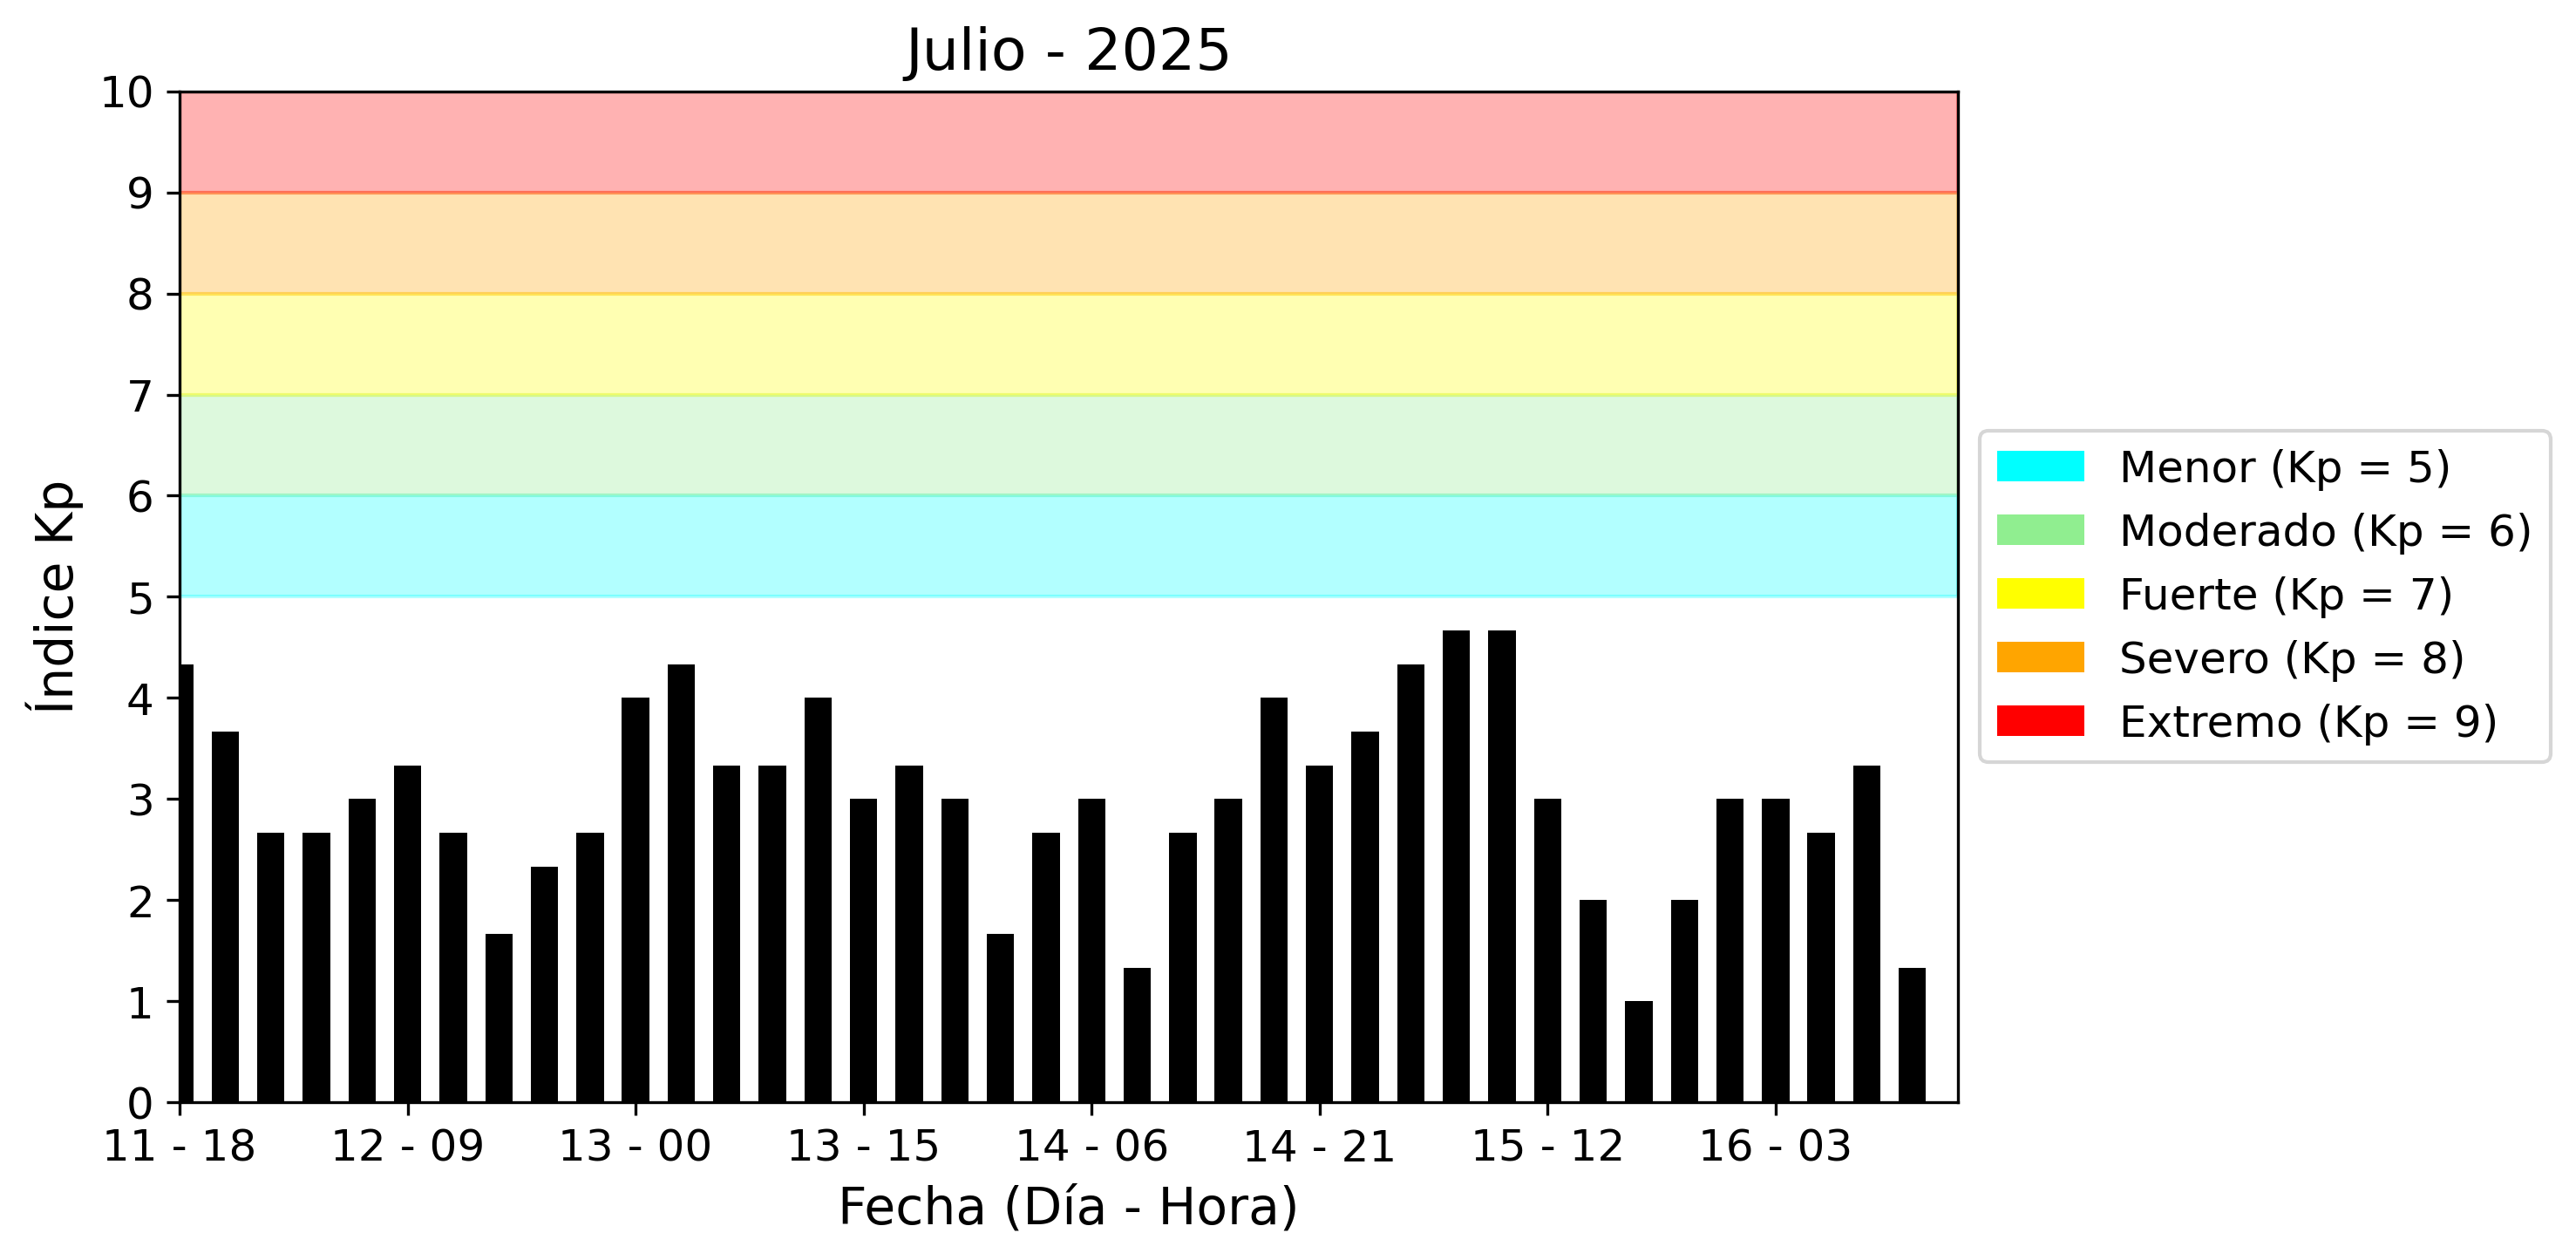 Julio - 2025
10
9
8
7
6
5
4
3
2
1
0
Índice Kp
11 - 18
12 - 09
13 - 00
13 - 15
14 - 06
14 - 21
15 - 12
16 - 03
Fecha (Día - Hora)
Menor (Kp = 5)
Moderado (Kp = 6)
Fuerte (Kp = 7)
Severo (Kp = 8)
Extremo (Kp = 9)